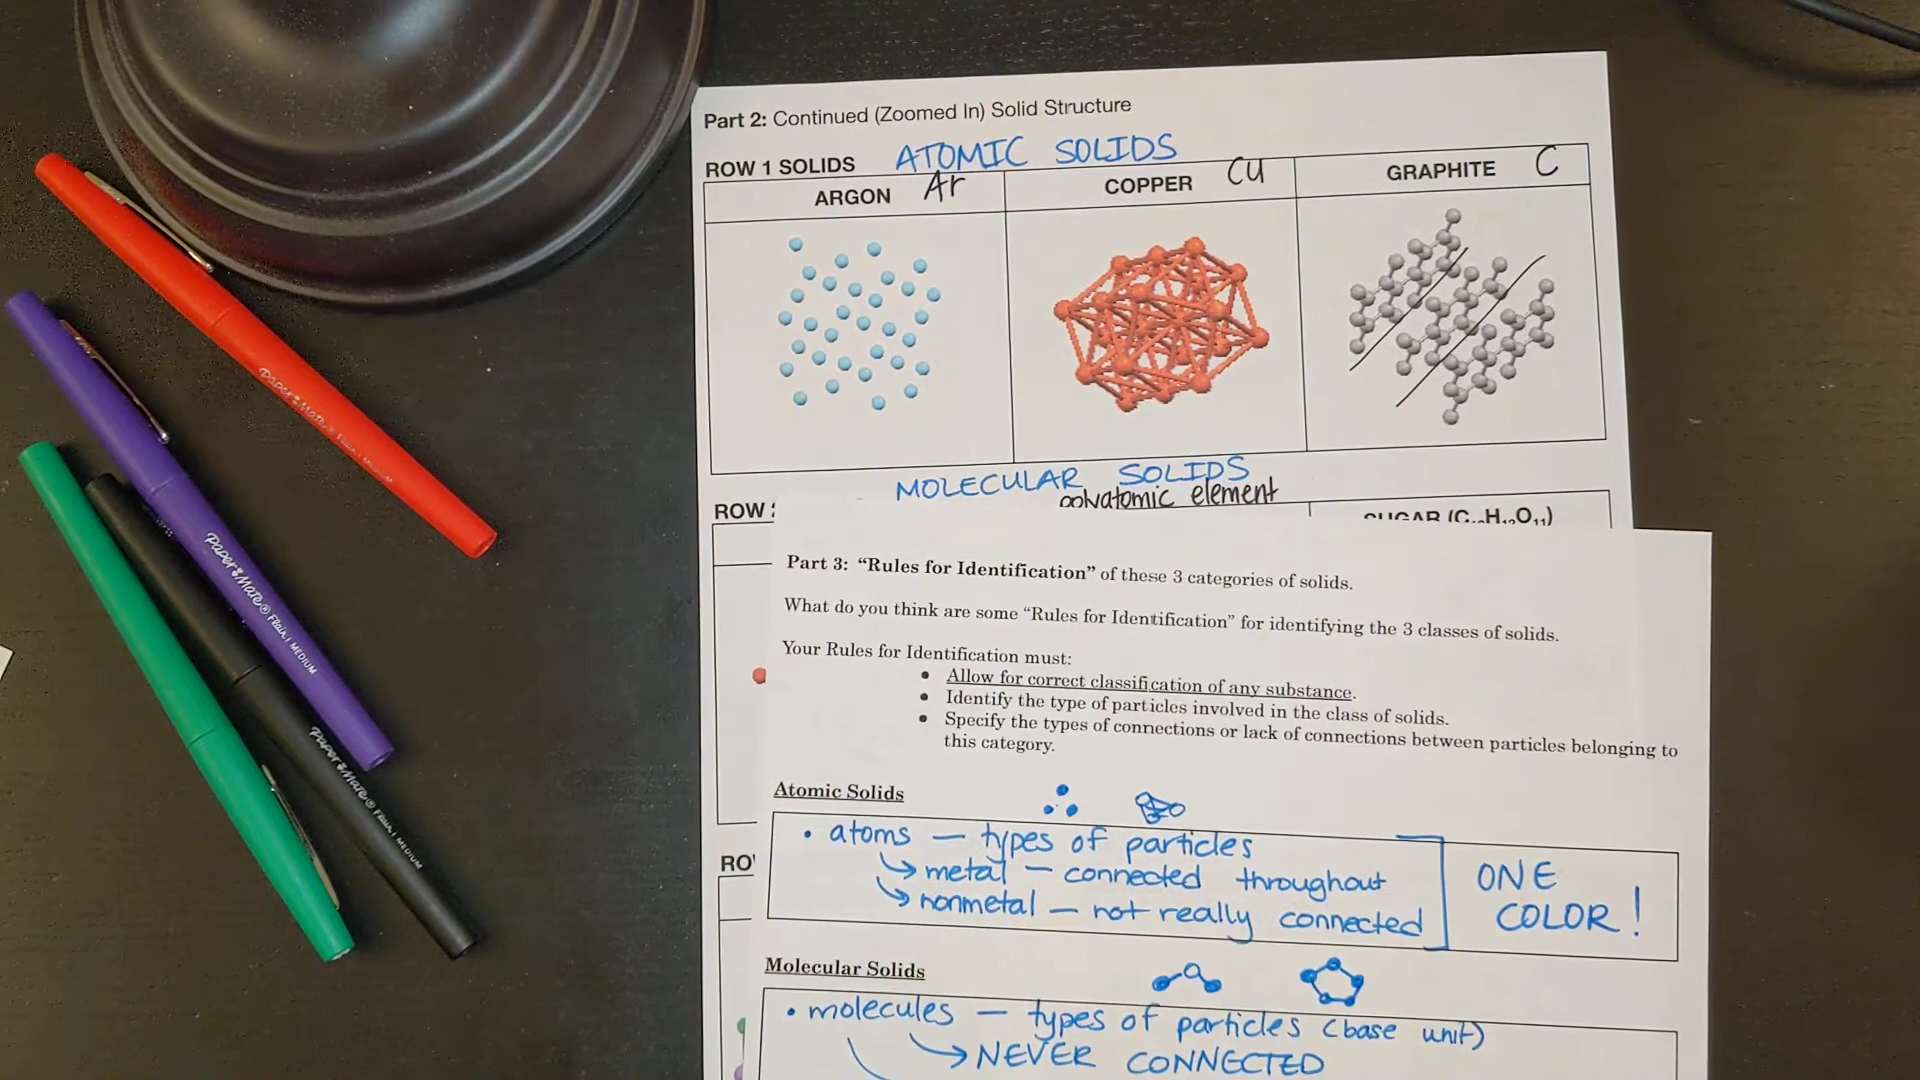 Part 2: Continued (Zoomed In) Solid Structure
ROW 1 SOLIDS ATOMIC SOLIDS
ARGON Ar
COPPER Cu
GRAPHITE C
MOLECULAR SOLIDS
polyatomic element
ROW
SUGAR (C₁₂H₁₂O₁₁)
Part 3: “Rules for Identification” of these 3 categories of solids.
What do you think are some “Rules for Identification” for identifying the 3 classes of solids.
Your Rules for Identification must:
• Allow for correct classification of any substance.
• Identify the type of particles involved in the class of solids.
• Specify the types of connections or lack of connections between particles belonging to
this category.
Atomic Solids
• atoms — types of particles
↳ metal — connected throughout
↳ nonmetal — not really connected
ONE
COLOR!
RO
Molecular Solids
• molecules — types of particles (base unit)
↳ NEVER CONNECTED
Paper Mate Flair MEDIUM
Paper Mate® Flair MEDIUM
Paper Mate® Flair MEDIUM